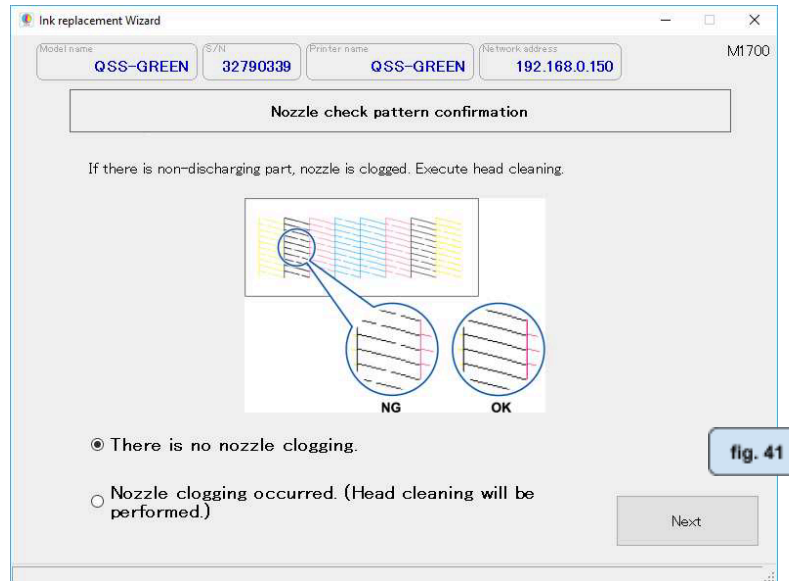 Ink replacement Wizard
Model name
QSS-GREEN
S/N
32790339
Printer name
QSS-GREEN
Network address
192.168.0.150
M1700
Nozzle check pattern confirmation
If there is non-discharging part, nozzle is clogged. Execute head cleaning.
NG
OK
There is no nozzle clogging.
fig. 41
Nozzle clogging occurred. (Head cleaning will be
performed.)
Next